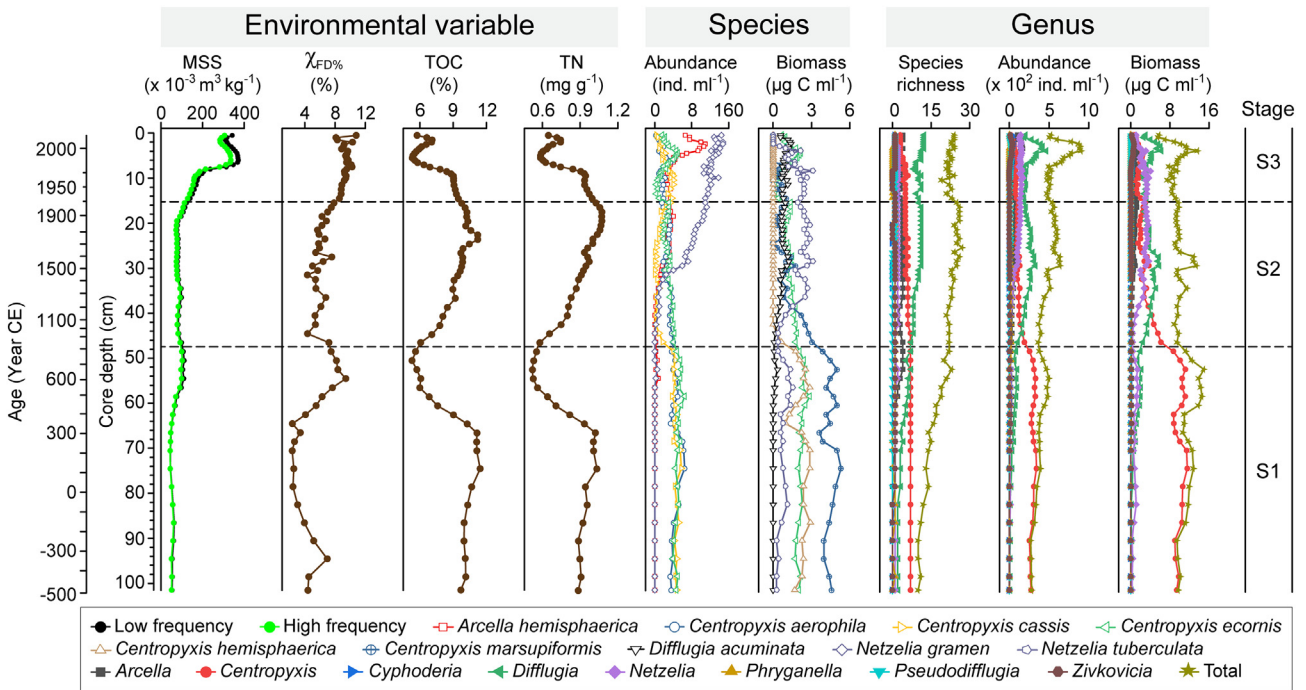 Environmental variable Species Genus
MSS χFD% TOC TN Abundance Biomass Species richness Abundance Biomass
(x 10-3 m3 kg-1) (%) (%) (mg g-1) (ind. ml-1) (µg C ml-1) (x 102 ind. ml-1) (µg C ml-1)
Stage
0 200 400 4 8 12 6 9 12 0.6 0.9 1.2 0 80 160 0 3 6 0 15 30 0 5 10 0 8 16
Age (Year CE)
2000
1950
1900
1500
1100
600
300
0
-300
-500
Core depth (cm)
0
10
20
30
40
50
60
70
80
90
100
S3
S2
S1
Low frequency High frequency Arcella hemisphaerica Centropyxis aerophila Centropyxis cassis Centropyxis ecornis
Centropyxis hemisphaerica Centropyxis marsupiformis Difflugia acuminata Netzelia gramen Netzelia tuberculata
Arcella Centropyxis Cyphoderia Difflugia Netzelia Phryganella Pseudodifflugia Zivkovicia Total